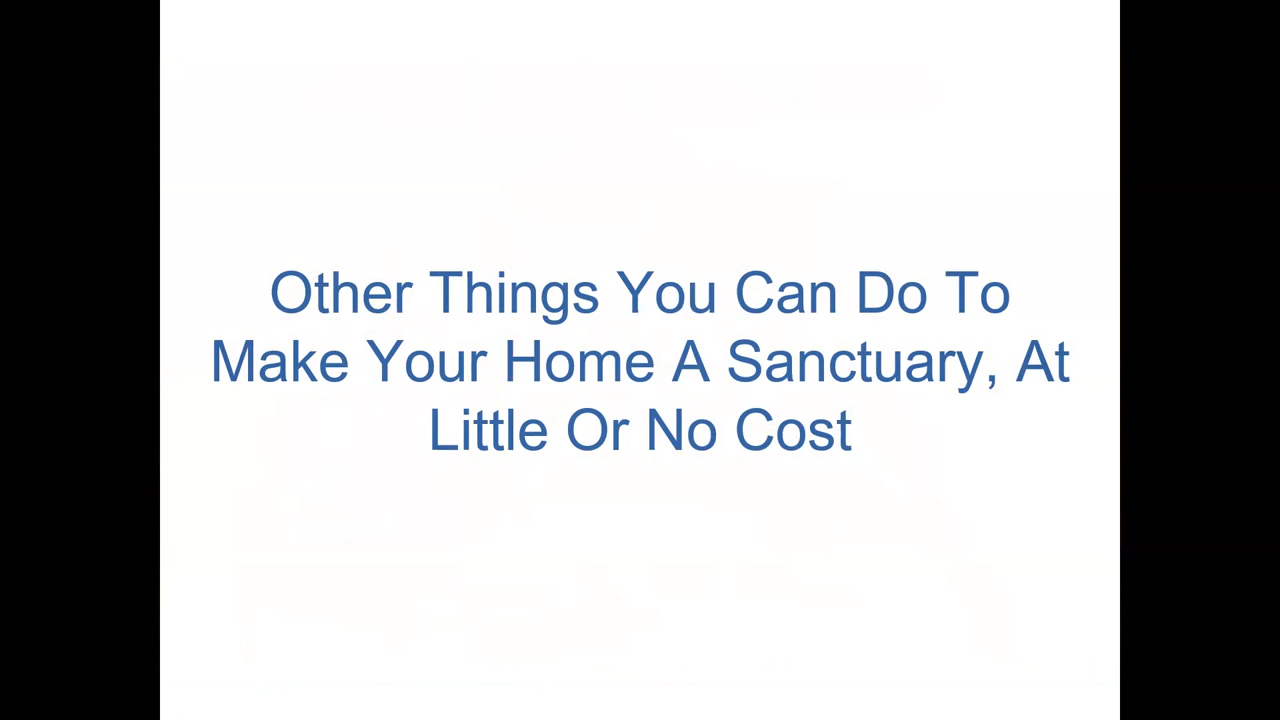 Other Things You Can Do To
Make Your Home A Sanctuary, At
Little Or No Cost